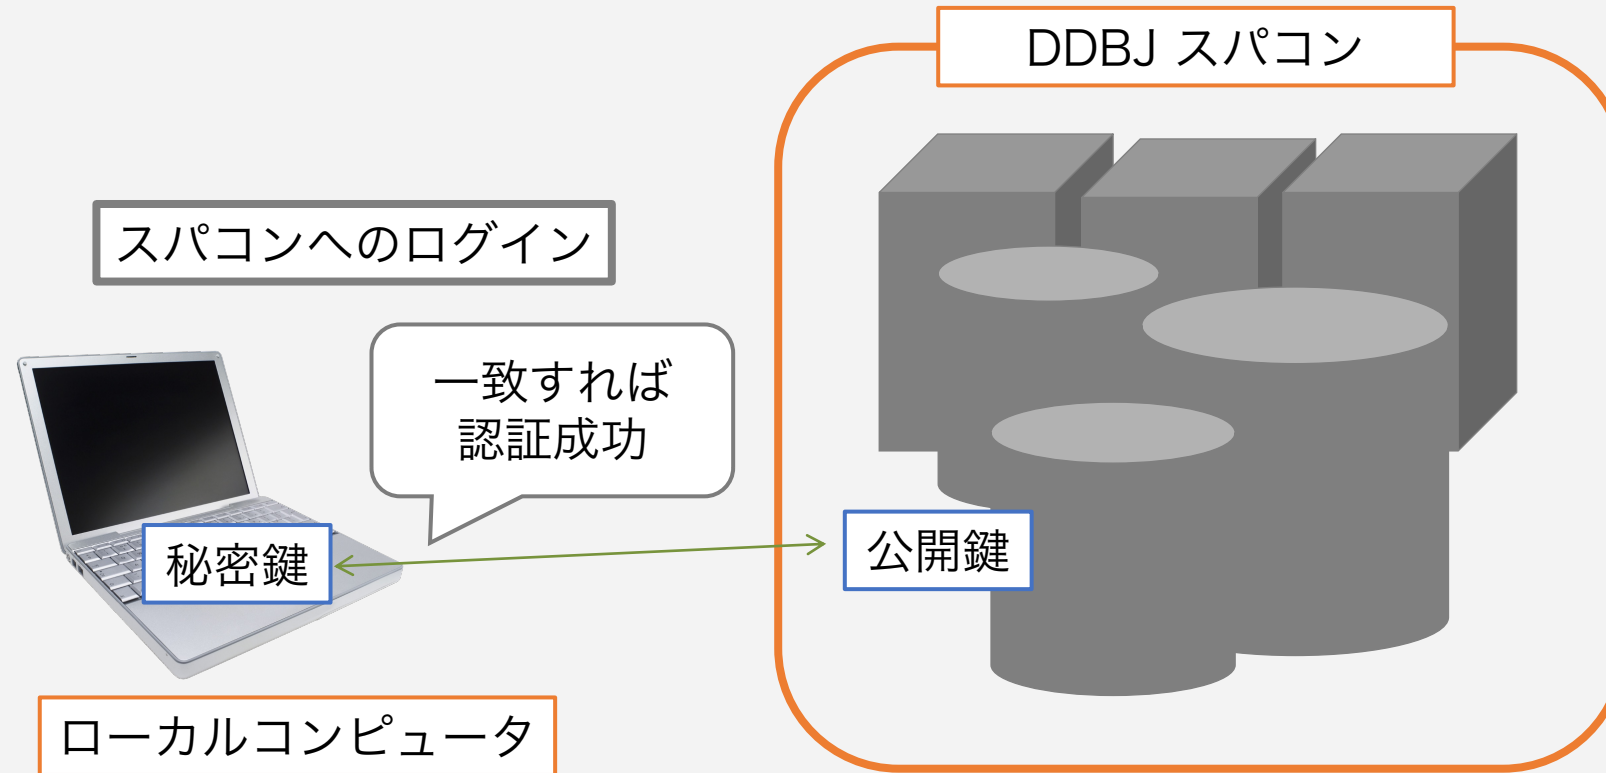 DDBJ スパコン
スパコンへのログイン
一致すれば
認証成功
秘密鍵
公開鍵
ローカルコンピュータ